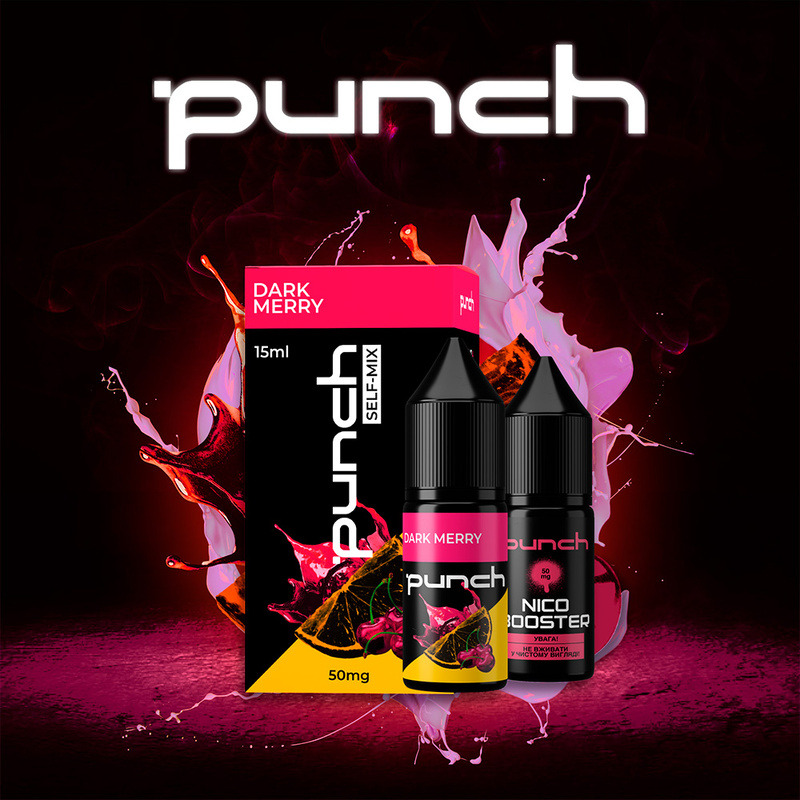 punch
DARK
MERRY
punch
15ml
punch
SELF-MIX
50mg
DARK MERRY
punch
punch
50
mg
NICO
BOOSTER
УВАГА!
НЕ ВЖИВАТИ
У ЧИСТОМУ ВИГЛЯДІ